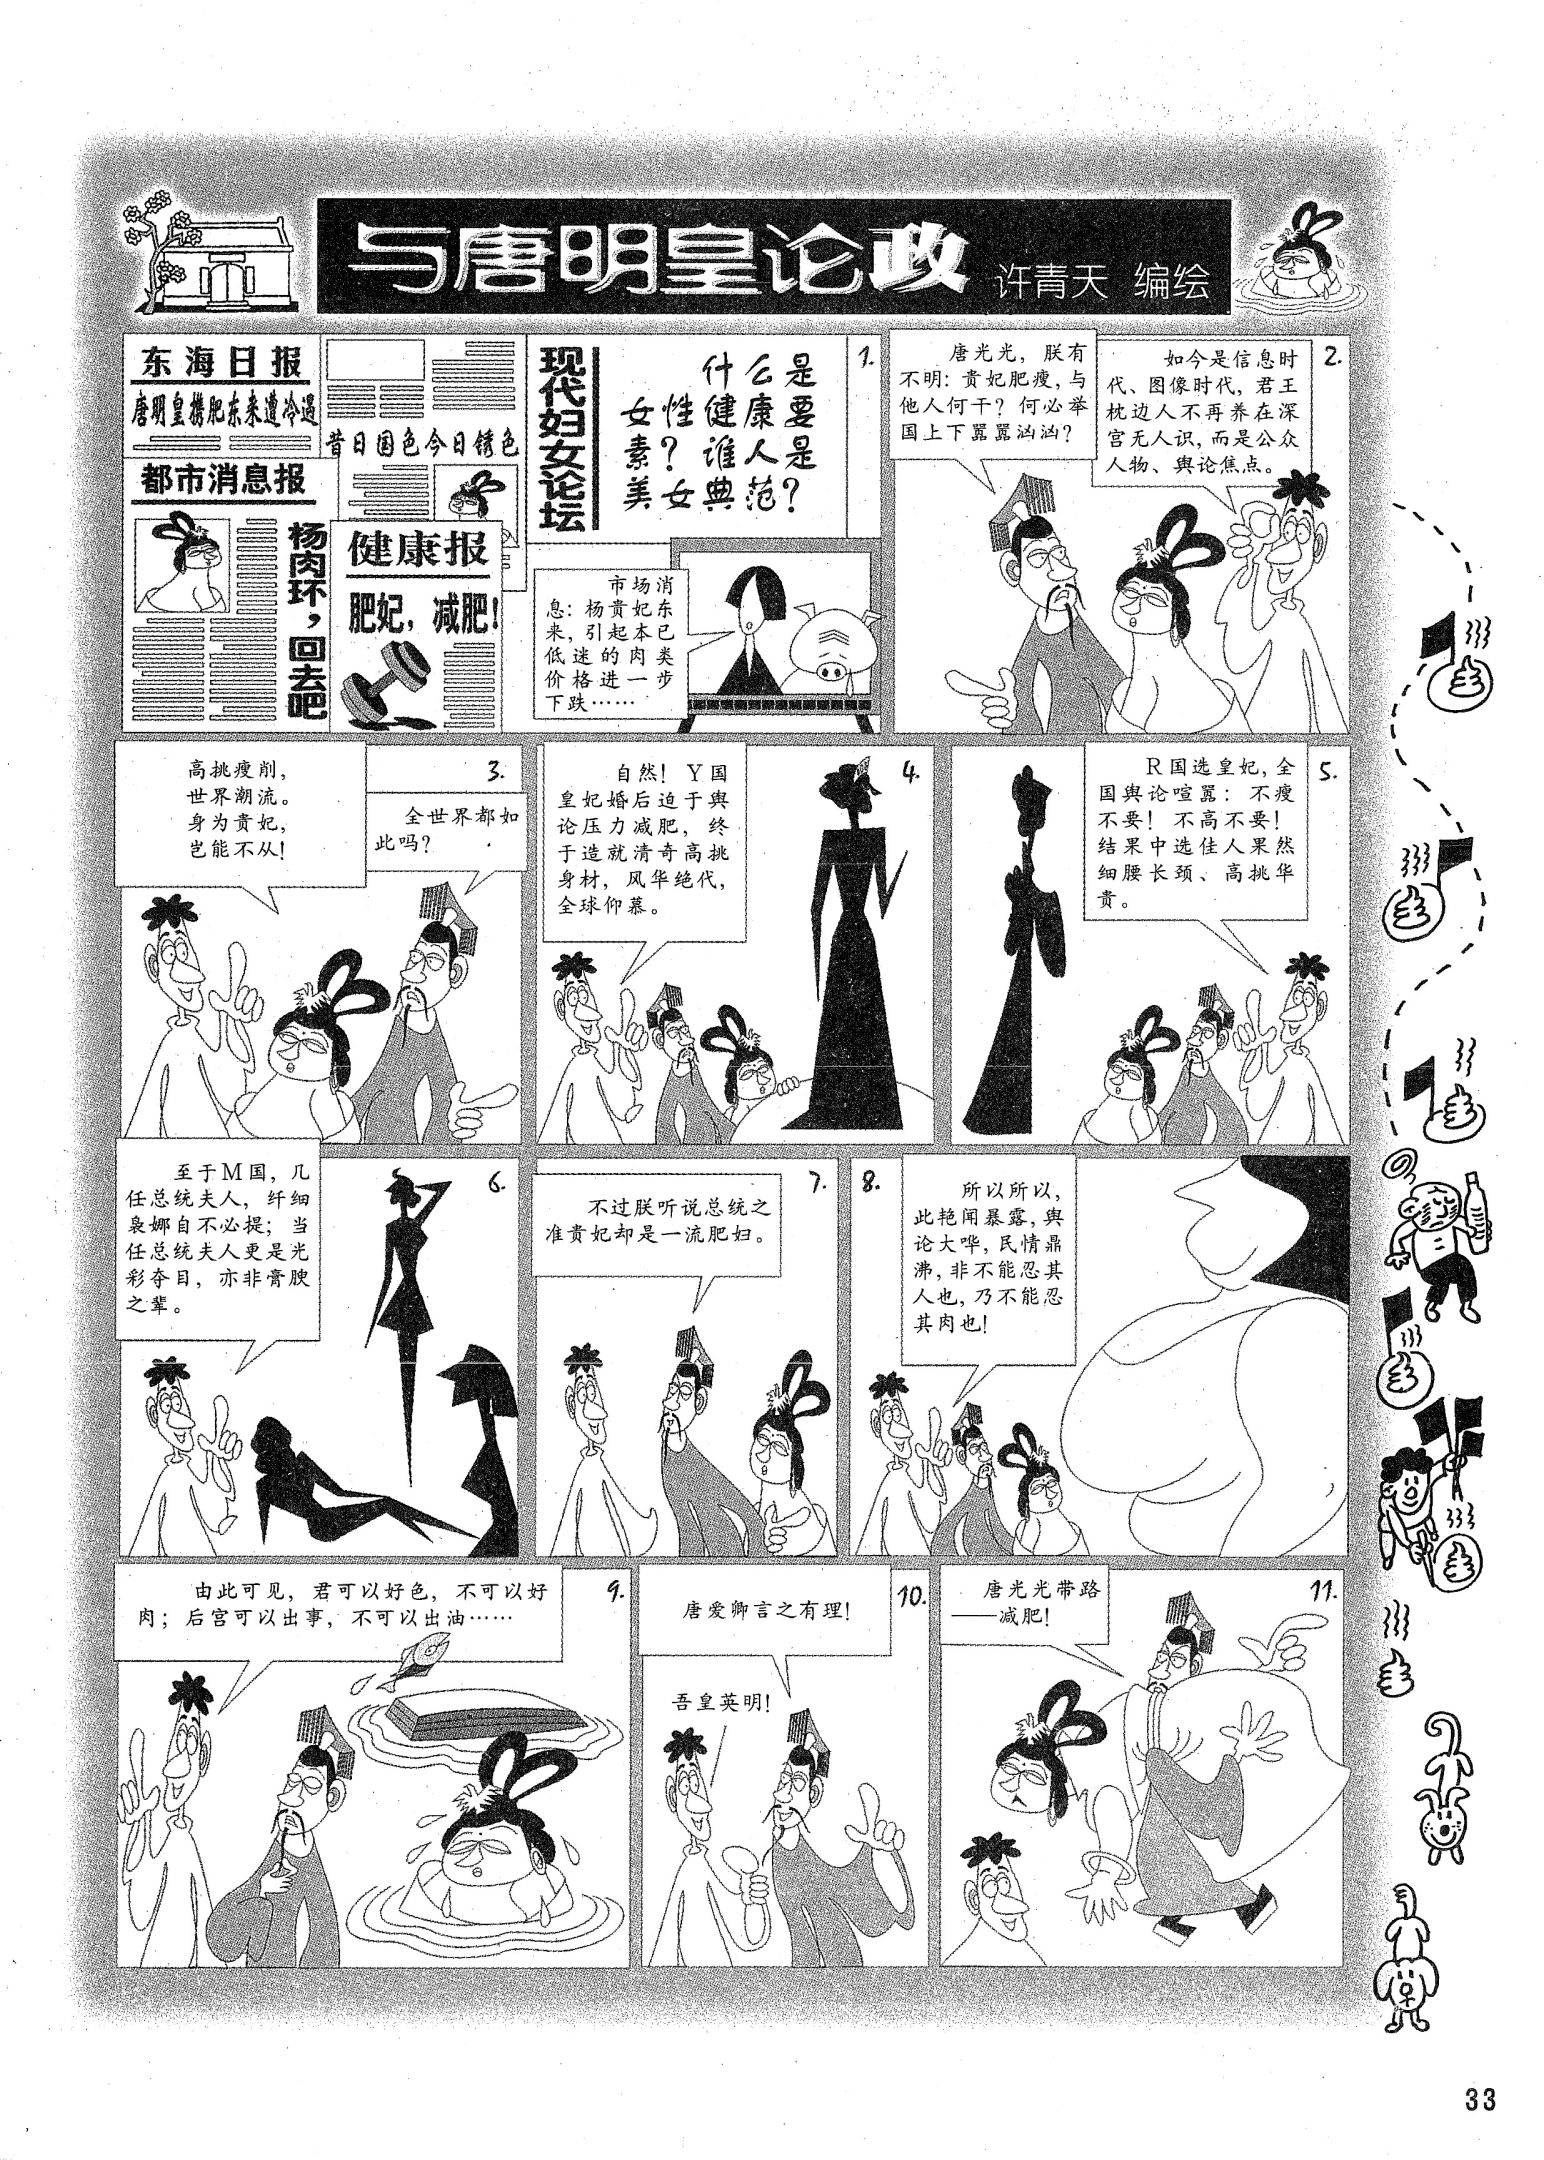 与唐明皇论政
许青天 编绘
东海日报
唐明皇携肥东来遭冷遇
昔日国色今日锈色
都市消息报
杨肉环，回去吧
健康报
肥妃，减肥！
现代妇女论坛
什么是
女性健康要
素？谁人是
美女典范？
1.
市场消
息：杨贵妃东
来，引起本已
低迷的肉类
价格进一步
下跌……
唐光光，朕有
不明：贵妃肥瘦，与
他人何干？何必举
国上下嚣嚣汹汹？
如今是信息时
代、图像时代，君王
枕边人不再养在深
宫无人识，而是公众
人物、舆论焦点。
2.
高挑瘦削，
世界潮流。
身为贵妃，
岂能不从！
3.
全世界都如
此吗？
自然！Y国
皇妃婚后迫于舆
论压力减肥，终
于造就清奇高挑
身材，风华绝代，
全球仰慕。
4.
R国选皇妃，全
国舆论喧嚣：不瘦
不要！不高不要！
结果中选佳人果然
细腰长颈、高挑华
贵。
5.
至于M国，几
任总统夫人，纤细
袅娜自不必提；当
任总统夫人更是光
彩夺目，亦非膏腴
之辈。
6.
不过朕听说总统之
准贵妃却是一流肥妇。
7.
8.
所以所以，
此艳闻暴露，舆
论大哗，民情鼎
沸，非不能忍其
人也，乃不能忍
其肉也！
由此可见，君可以好色，不可以好
肉；后宫可以出事，不可以出油……
9.
唐爱卿言之有理！
10.
吾皇英明！
唐光光带路
——减肥！
11.
33